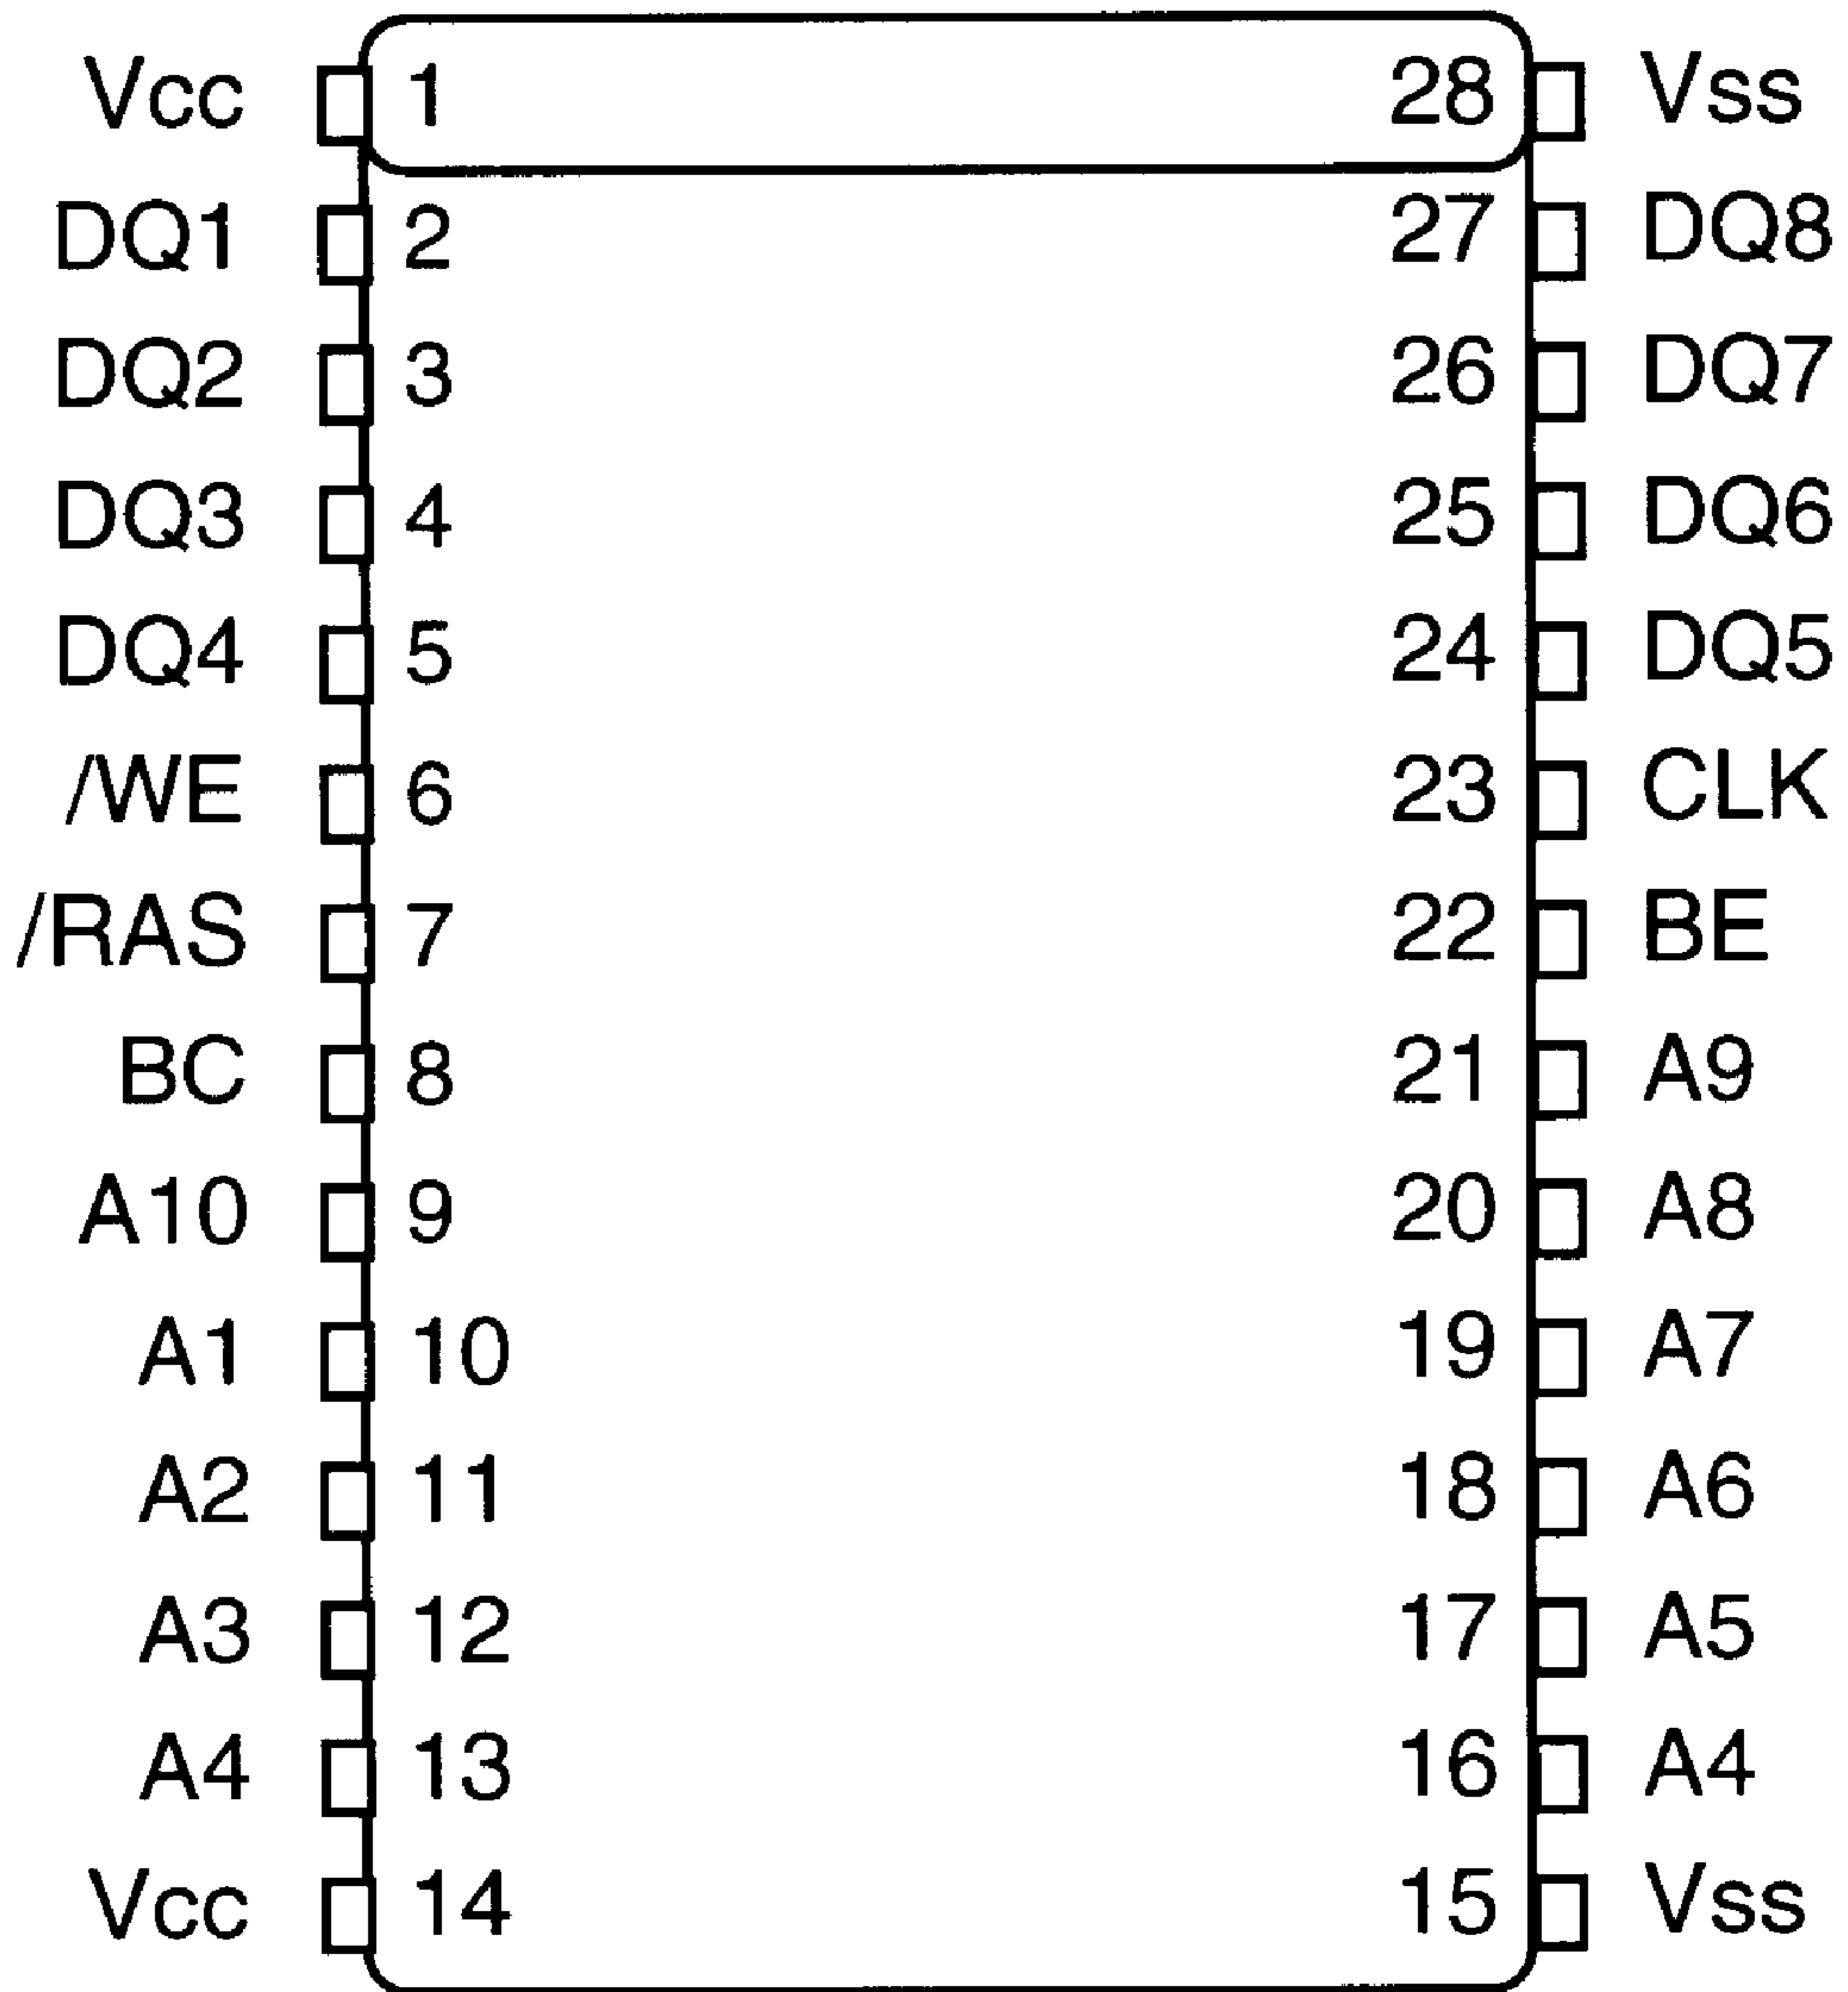 Vcc 1 28 Vss
DQ1 2 27 DQ8
DQ2 3 26 DQ7
DQ3 4 25 DQ6
DQ4 5 24 DQ5
/WE 6 23 CLK
/RAS 7 22 BE
BC 8 21 A9
A10 9 20 A8
A1 10 19 A7
A2 11 18 A6
A3 12 17 A5
A4 13 16 A4
Vcc 14 15 Vss